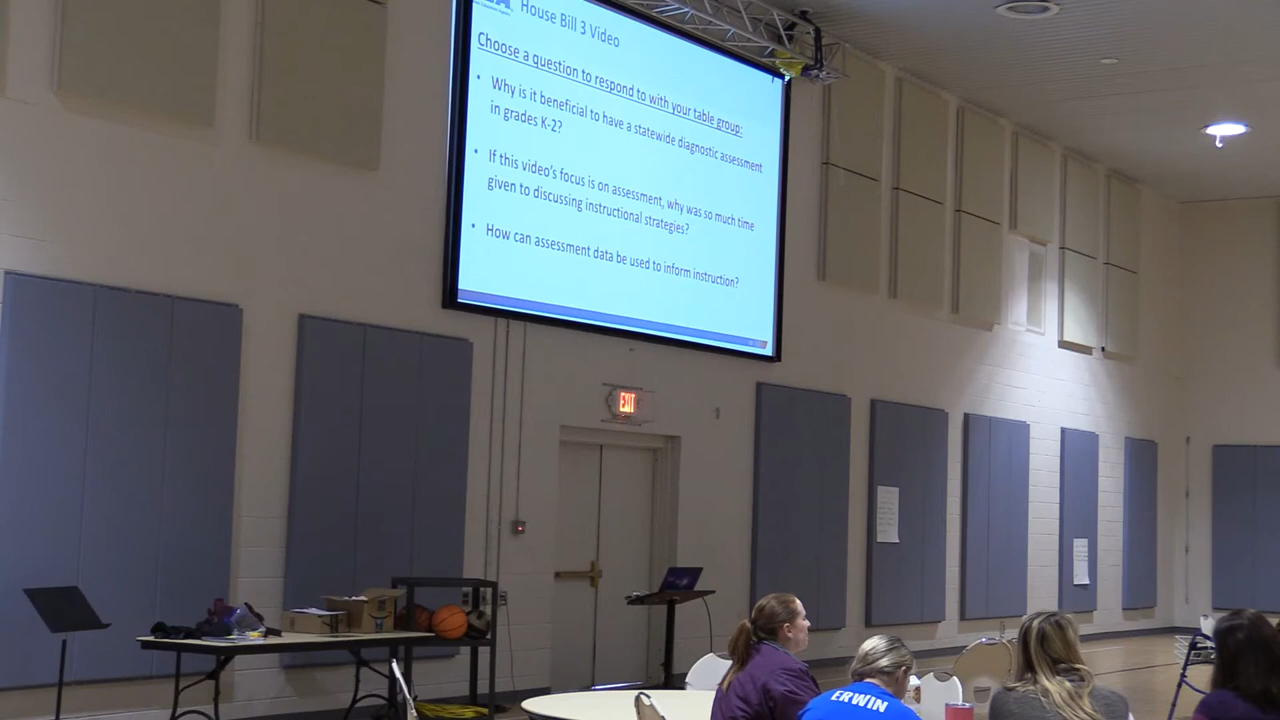 House Bill 3 Video
Choose a question to respond to with your table group:
• Why is it beneficial to have a statewide diagnostic assessment
in grades K-2?
• If this video's focus is on assessment, why was so much time
given to discussing instructional strategies?
• How can assessment data be used to inform instruction?
EXIT
ERWIN